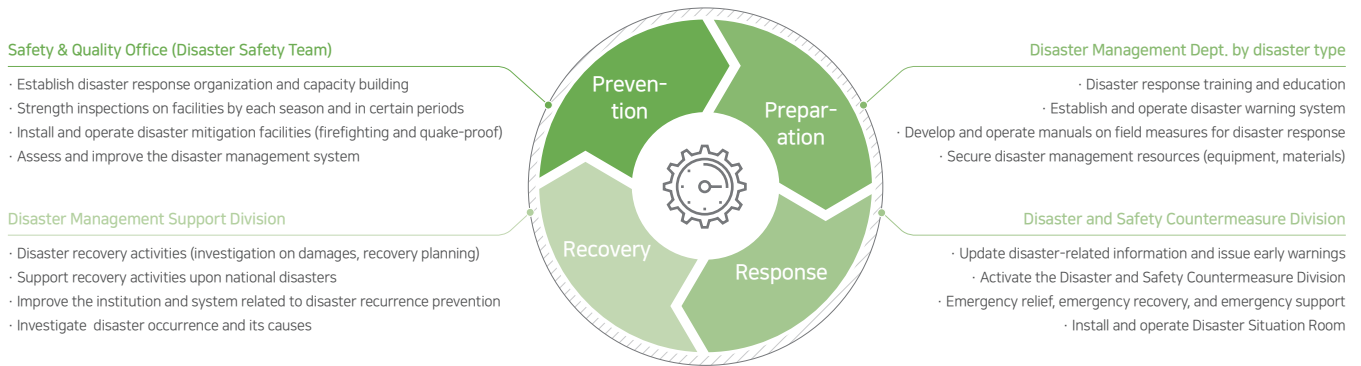 Safety & Quality Office (Disaster Safety Team)
· Establish disaster response organization and capacity building
· Strength inspections on facilities by each season and in certain periods
· Install and operate disaster mitigation facilities (firefighting and quake-proof)
· Assess and improve the disaster management system
Disaster Management Support Division
· Disaster recovery activities (investigation on damages, recovery planning)
· Support recovery activities upon national disasters
· Improve the institution and system related to disaster recurrence prevention
· Investigate  disaster occurrence and its causes
Preven-
tion
Prepar-
ation
Recovery
Response
Disaster Management Dept. by disaster type
· Disaster response training and education
· Establish and operate disaster warning system
· Develop and operate manuals on field measures for disaster response
· Secure disaster management resources (equipment, materials)
Disaster and Safety Countermeasure Division
· Update disaster-related information and issue early warnings
· Activate the Disaster and Safety Countermeasure Division
· Emergency relief, emergency recovery, and emergency support
· Install and operate Disaster Situation Room